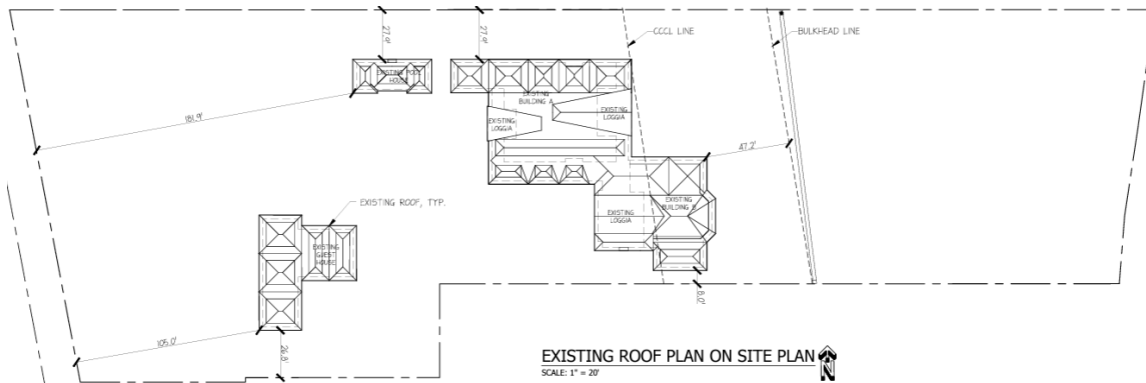 27.9'
27.9'
CCCL LINE
BULKHEAD LINE
EXISTING POOL
HOUSE
EXISTING
BUILDING A
EXISTING
LOGGIA
EXISTING
LOGGIA
181.9'
47.2'
EXISTING ROOF, TYP.
EXISTING
BUILDING B
EXISTING
LOGGIA
EXISTING
GUEST
HOUSE
8.0'
105.0'
26.8'
EXISTING ROOF PLAN ON SITE PLAN
N
SCALE: 1" = 20'